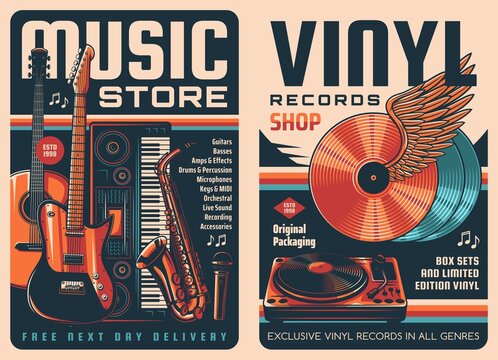 MUSIC
STORE
ESTD
1998
Guitars
Basses
Amps & Effects
Drums & Percussion
Microphones
Keys & MIDI
Orchestral
Live Sound
Recording
Accessories
FREE NEXT DAY DELIVERY
VINYL
RECORDS
SHOP
ESTD
1998
Original
Packaging
BOX SETS
AND LIMITED
EDITION VINYL
EXCLUSIVE VINYL RECORDS IN ALL GENRES